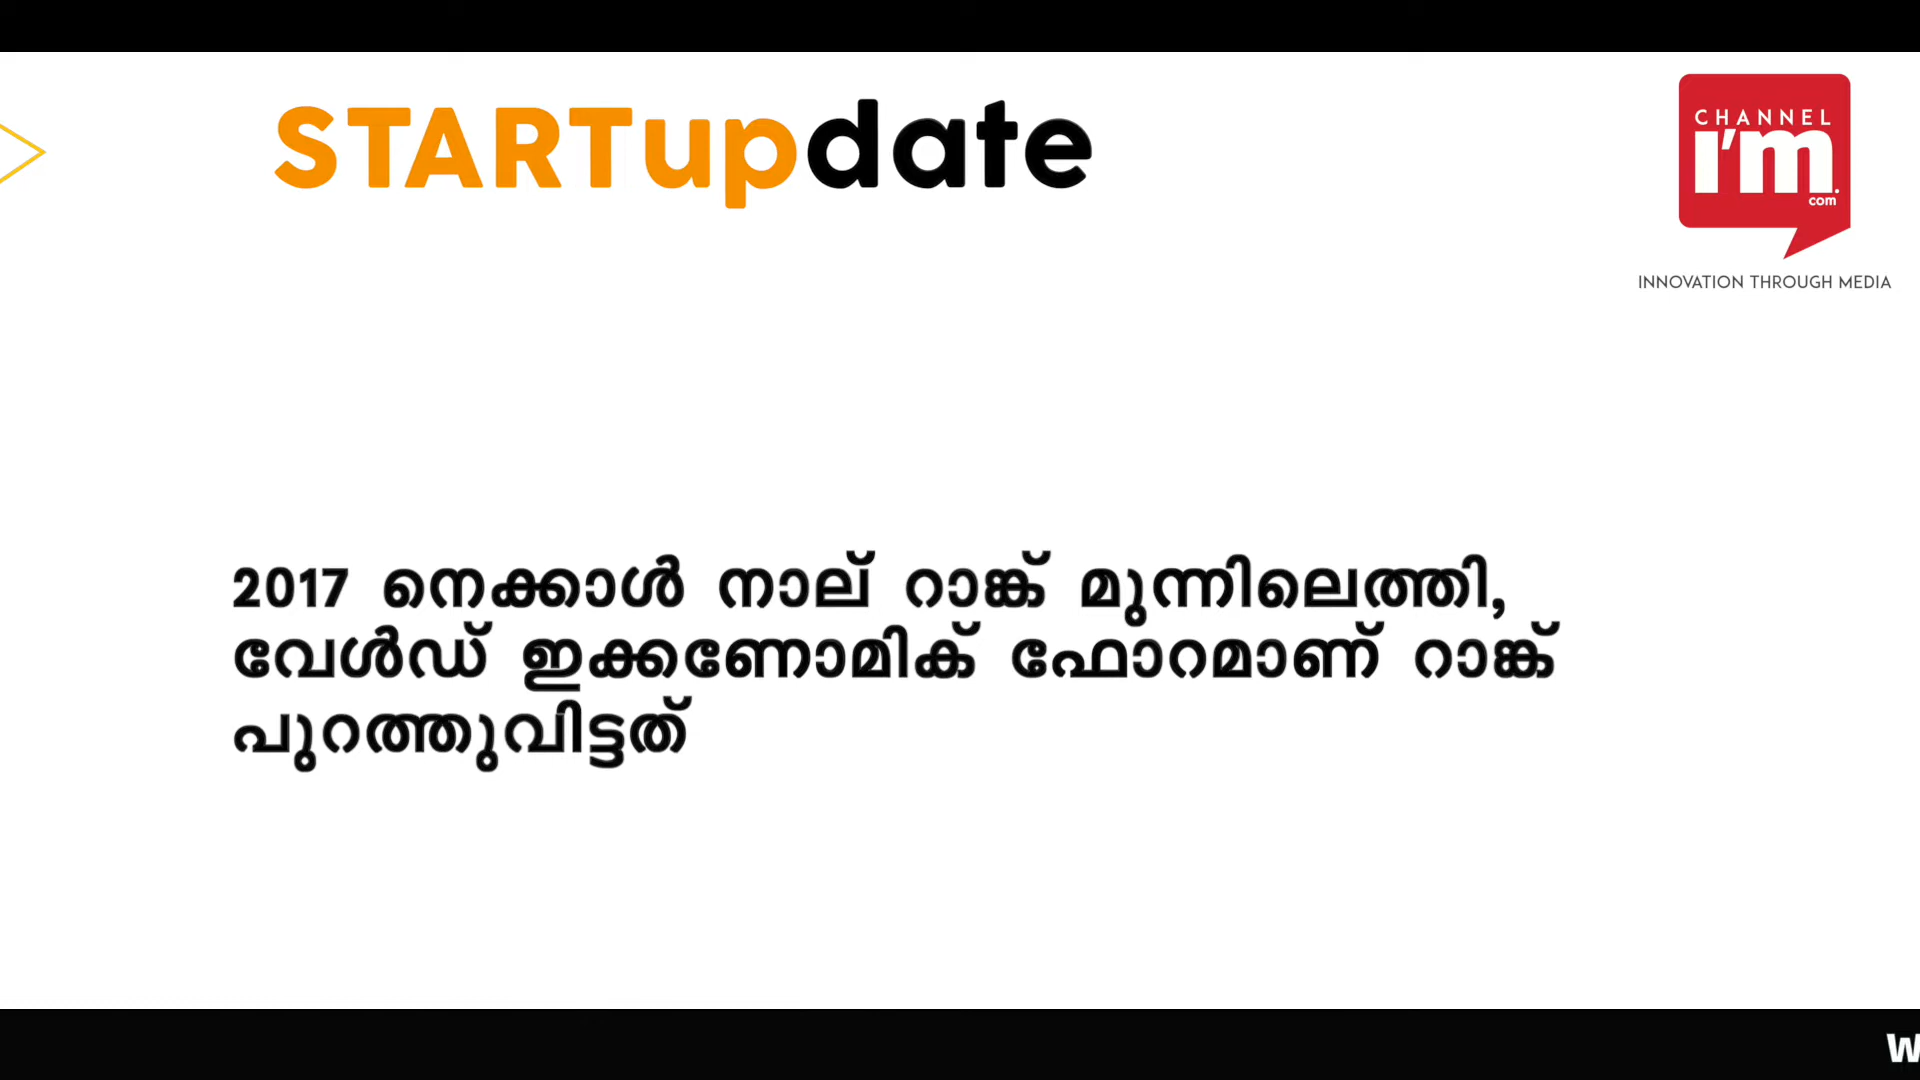 STARTupdate
CHANNEL
I'm
.com
INNOVATION THROUGH MEDIA
2017 നെക്കാൾ നാല് റാങ്ക് മുന്നിലെത്തി,
വേൾഡ് ഇക്കണോമിക് ഫോറമാണ് റാങ്ക്
പുറത്തുവിട്ടത്